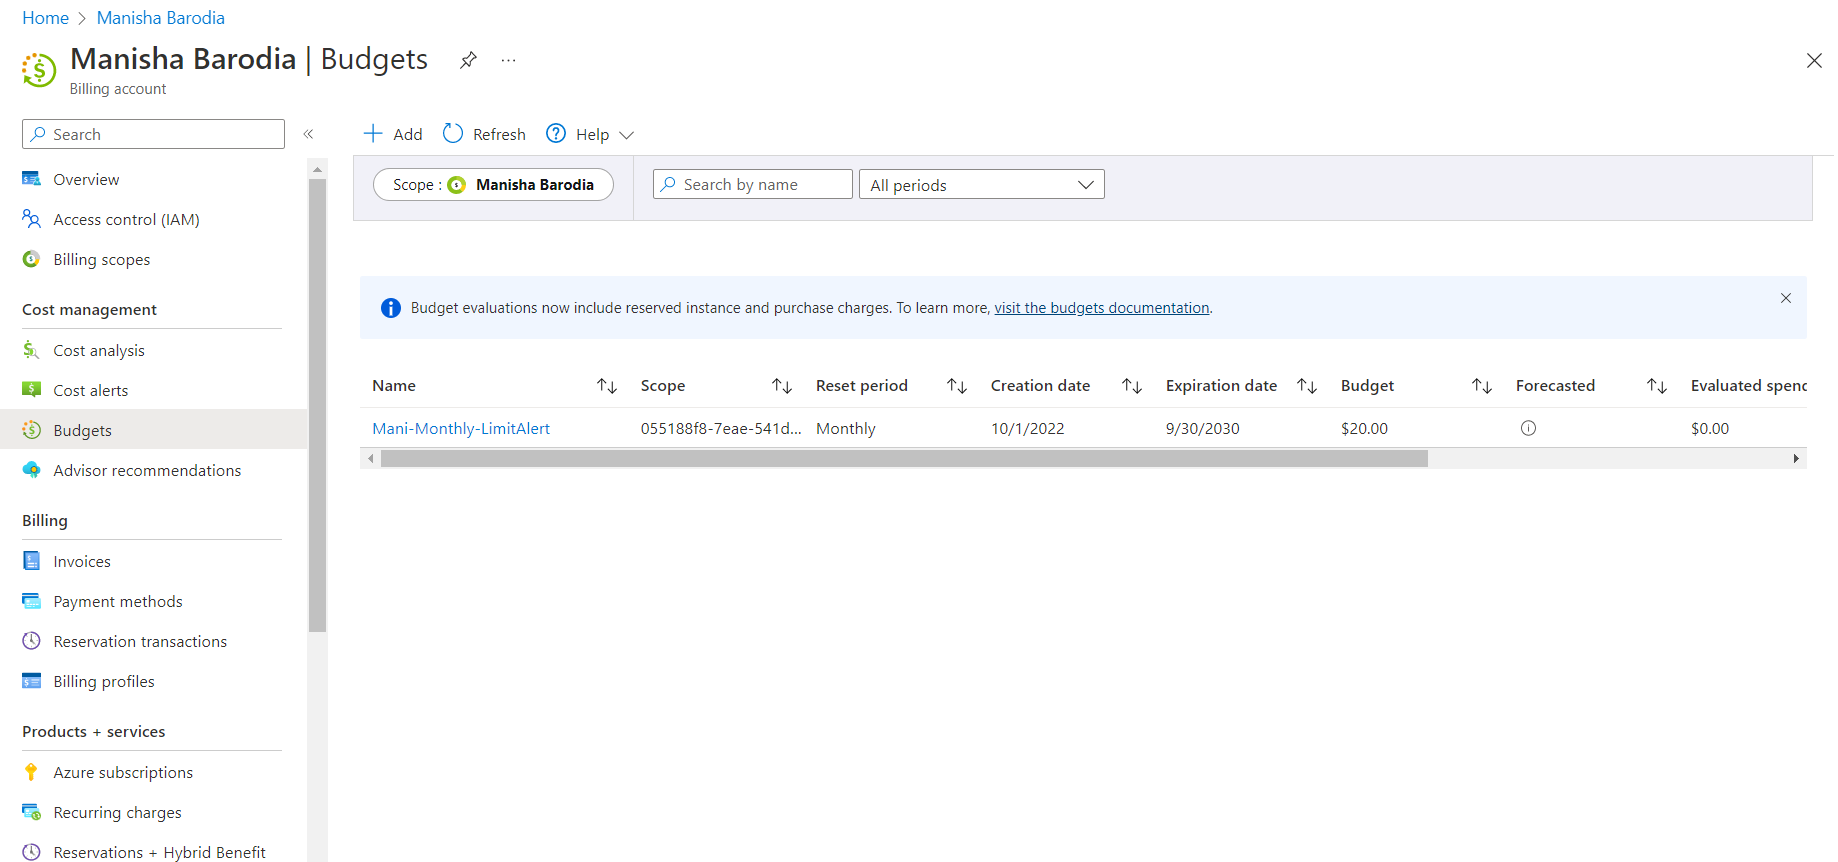 Home > Manisha Barodia
Manisha Barodia | Budgets ...
Billing account
Search «
Overview
Access control (IAM)
Billing scopes
Cost management
Cost analysis
Cost alerts
Budgets
Advisor recommendations
Billing
Invoices
Payment methods
Reservation transactions
Billing profiles
Products + services
Azure subscriptions
Recurring charges
Reservations + Hybrid Benefit
Add Refresh Help
Scope : Manisha Barodia Search by name All periods
Budget evaluations now include reserved instance and purchase charges. To learn more, visit the budgets documentation.
Name Scope Reset period Creation date Expiration date Budget Forecasted Evaluated spenc
Mani-Monthly-LimitAlert 055188f8-7eae-541d... Monthly 10/1/2022 9/30/2030 $20.00 $0.00